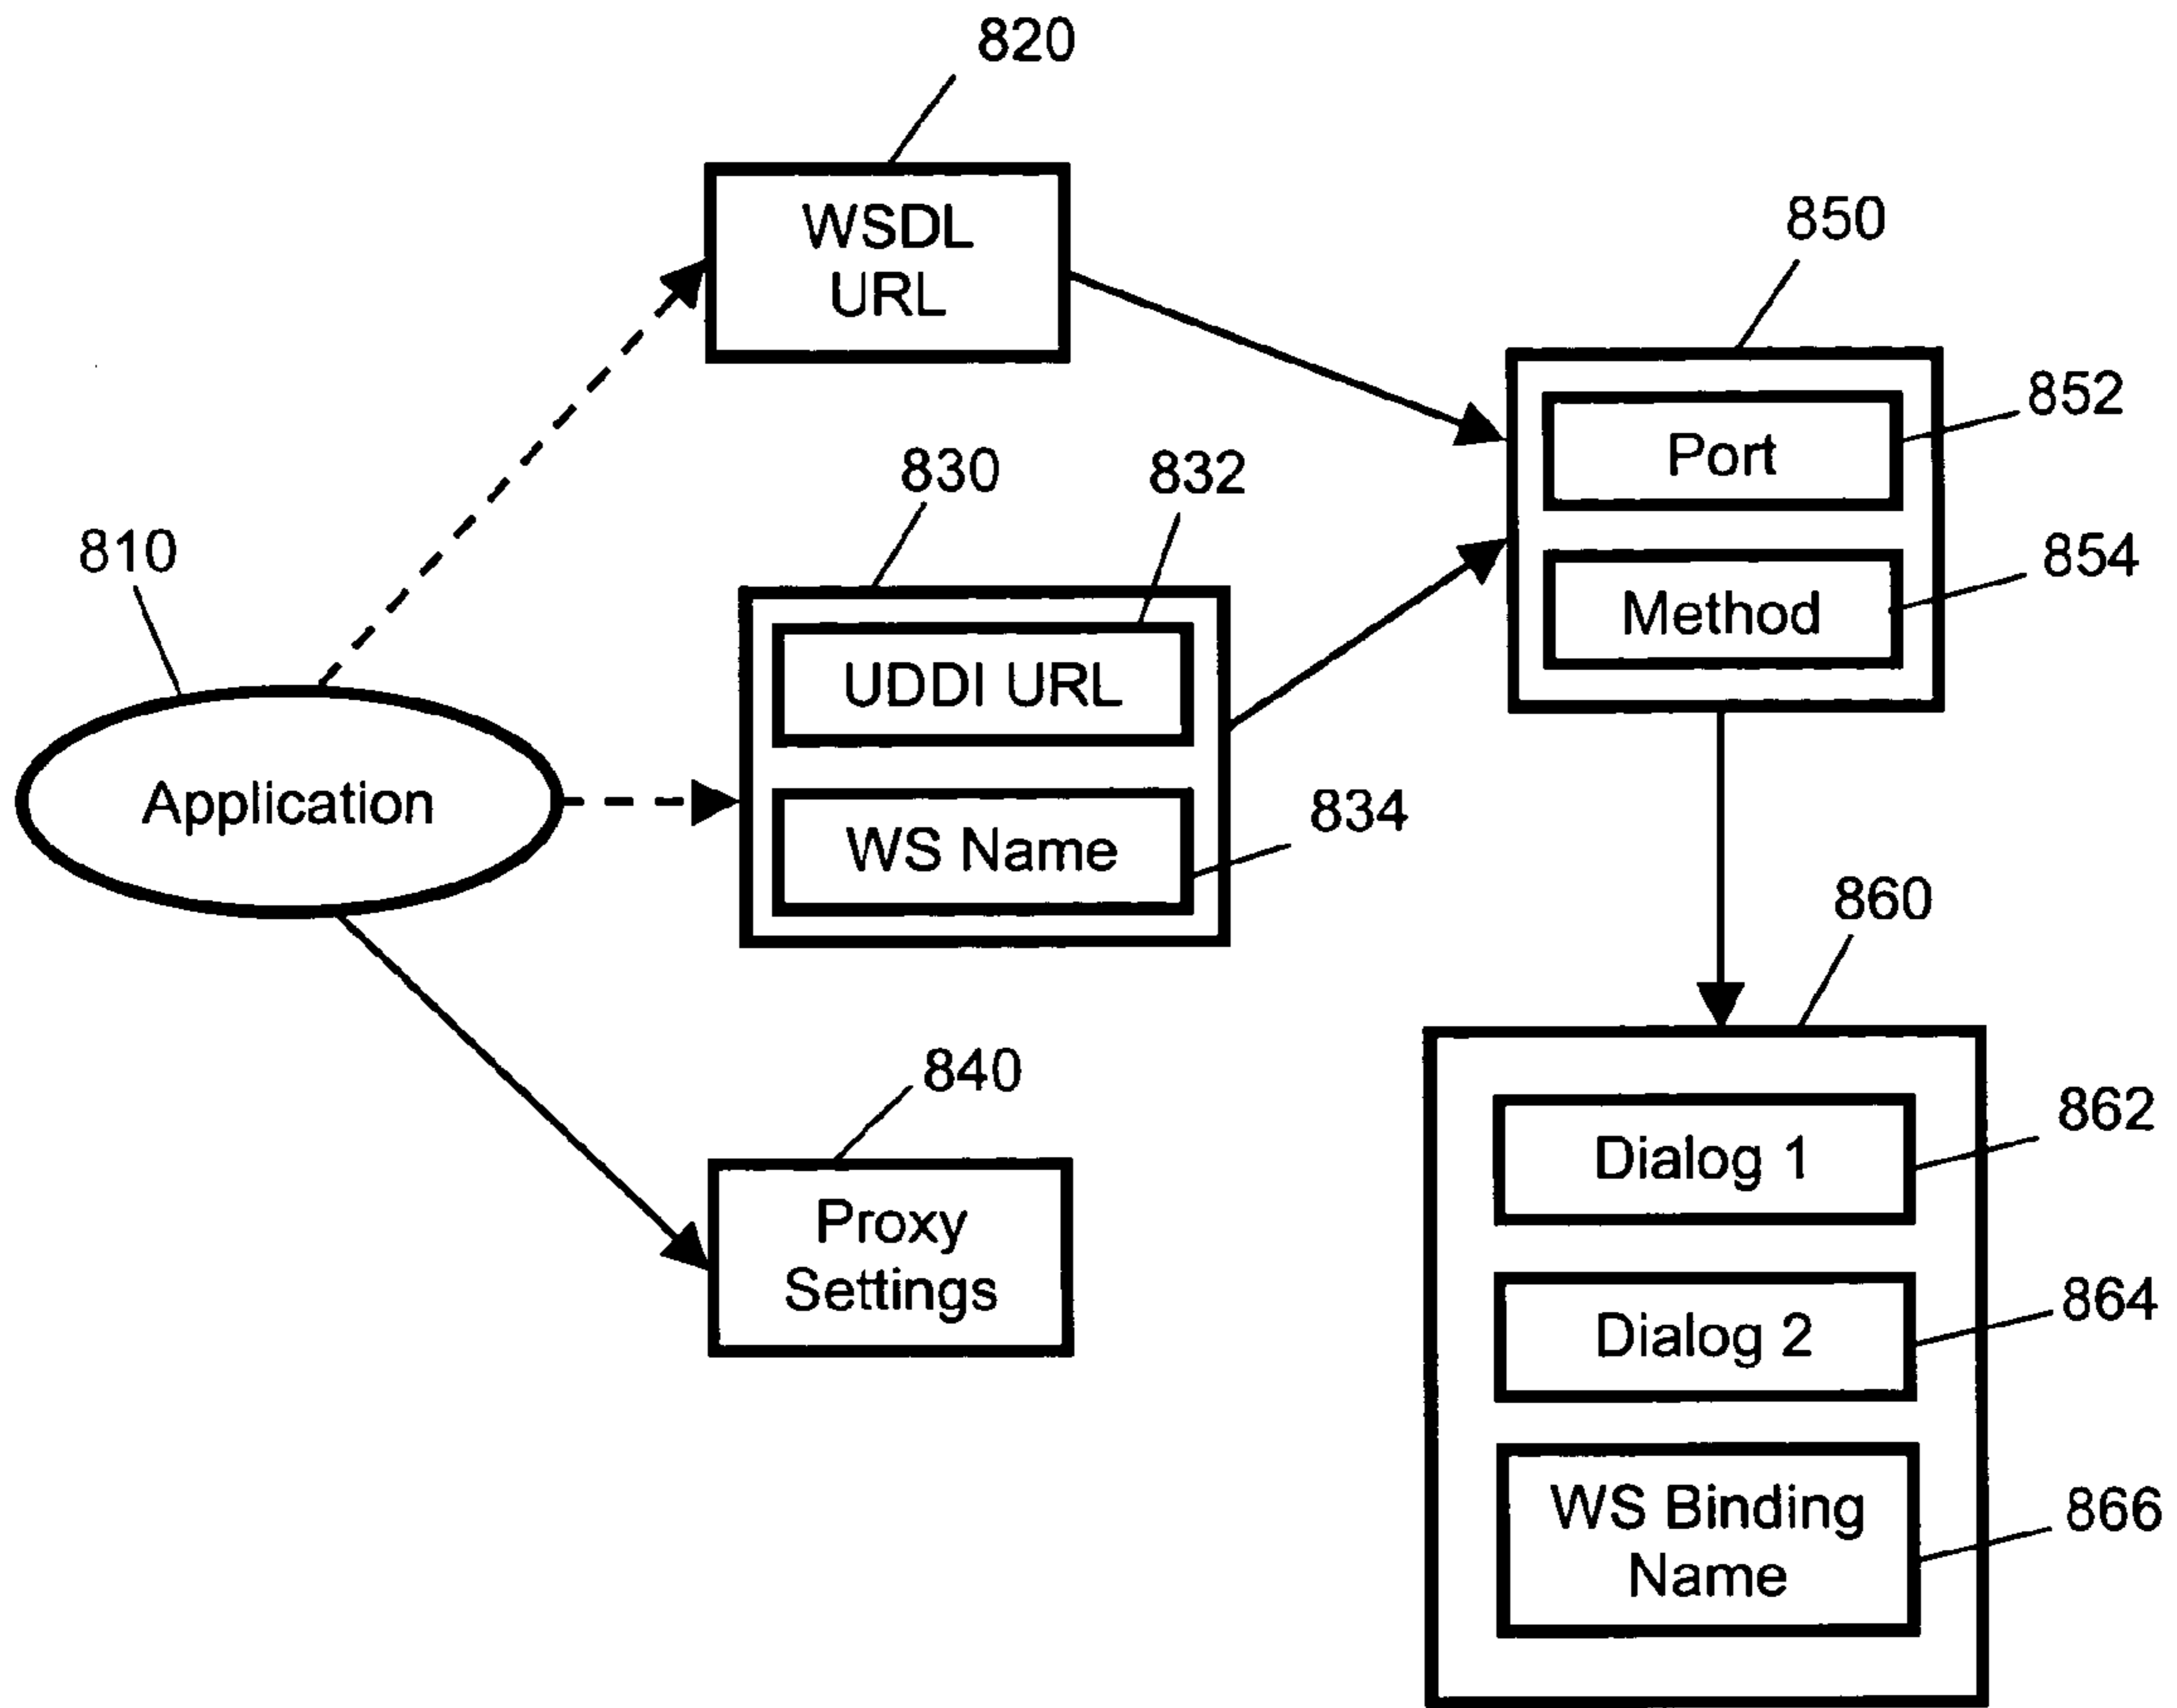 820
WSDL
URL
850
852
Port
830
832
854
810
Method
UDDI URL
Application
834
WS Name
860
840
862
Dialog 1
Proxy
Settings
864
Dialog 2
WS Binding
Name
866